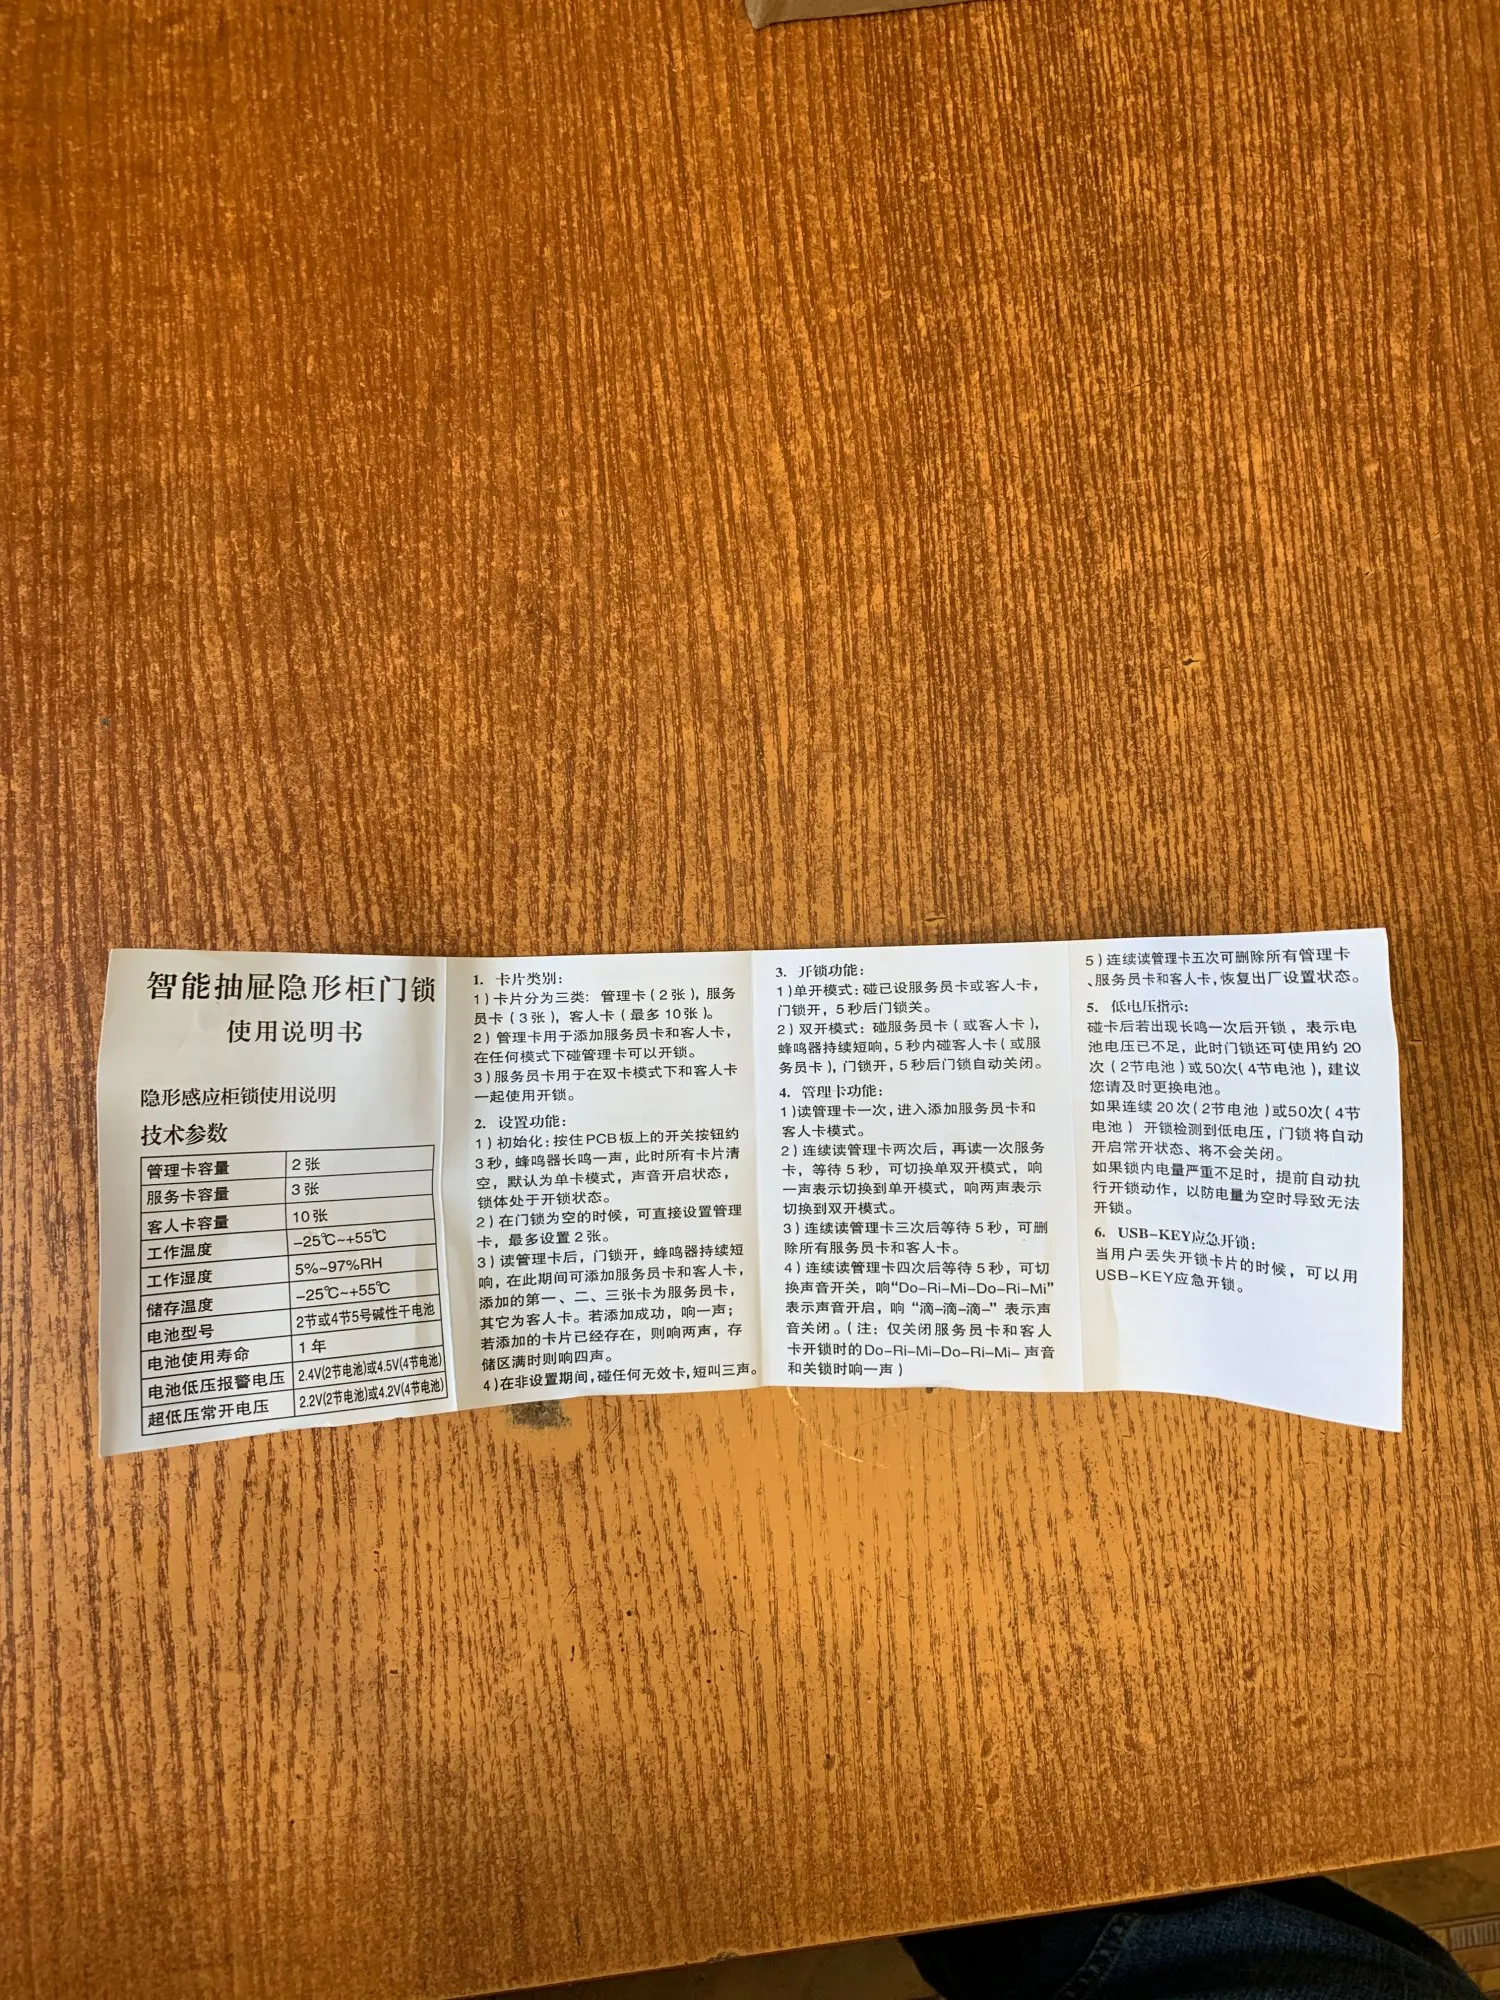 智能抽屉隐形柜门锁
使用说明书
隐形感应柜锁使用说明
技术参数
管理卡容量 2张
服务卡容量 3张
客人卡容量 10张
工作温度 -25℃~+55℃
工作湿度 5%~97%RH
储存温度 -25℃~+55℃
电池型号 2节或4节5号碱性干电池
电池使用寿命 1年
电池低压报警电压 2.4V(2节电池)或4.5V(4节电池)
超低压常开电压 2.2V(2节电池)或4.2V(4节电池)
1. 卡片类别:
1)卡片分为三类: 管理卡(2张), 服务
员卡(3张), 客人卡(最多10张)。
2)管理卡用于添加服务员卡和客人卡,
在任何模式下碰管理卡可以开锁。
3)服务员卡用于在双卡模式下和客人卡
一起使用开锁。
2. 设置功能:
1)初始化: 按住PCB板上的开关按钮约
3秒, 蜂鸣器长鸣一声, 此时所有卡片清
空, 默认为单卡模式, 声音开启状态,
锁体处于开锁状态。
2)在门锁为空的时候, 可直接设置管理
卡, 最多设置2张。
3)读管理卡后, 门锁开, 蜂鸣器持续短
响, 在此期间可添加服务员卡和客人卡,
添加的第一、二、三张卡为服务员卡,
其它为客人卡。若添加成功, 响一声;
若添加的卡片已经存在, 则响两声, 存
储区满时则响四声。
4)在非设置期间, 碰任何无效卡, 短叫三声。
3. 开锁功能:
1)单开模式: 碰已设服务员卡或客人卡,
门锁开, 5秒后门锁关。
2)双开模式: 碰服务员卡(或客人卡),
蜂鸣器持续短响, 5秒内碰客人卡(或服
务员卡), 门锁开, 5秒后门锁自动关闭。
4. 管理卡功能:
1)读管理卡一次, 进入添加服务员卡和
客人卡模式。
2)连续读管理卡两次后, 再读一次服务
卡, 等待5秒, 可切换单双开模式, 响
一声表示切换到单开模式, 响两声表示
切换到双开模式。
3)连续读管理卡三次后等待5秒, 可删
除所有服务员卡和客人卡。
4)连续读管理卡四次后等待5秒, 可切
换声音开关, 响“Do-Ri-Mi-Do-Ri-Mi”
表示声音开启, 响“滴-滴-滴-”表示声
音关闭。(注: 仅关闭服务员卡和客人
卡开锁时的Do-Ri-Mi-Do-Ri-Mi-声音
和关锁时响一声)
5)连续读管理卡五次可删除所有管理卡
、服务员卡和客人卡, 恢复出厂设置状态。
5. 低电压指示:
碰卡后若出现长鸣一次后开锁, 表示电
池电压已不足, 此时门锁还可使用约20
次(2节电池)或50次(4节电池), 建议
您请及时更换电池。
如果连续20次(2节电池)或50次(4节
电池)开锁检测到低电压, 门锁将自动
开启常开状态、将不会关闭。
如果锁内电量严重不足时, 提前自动执
行开锁动作, 以防电量为空时导致无法
开锁。
6. USB-KEY应急开锁:
当用户丢失开锁卡片的时候, 可以用
USB-KEY应急开锁。